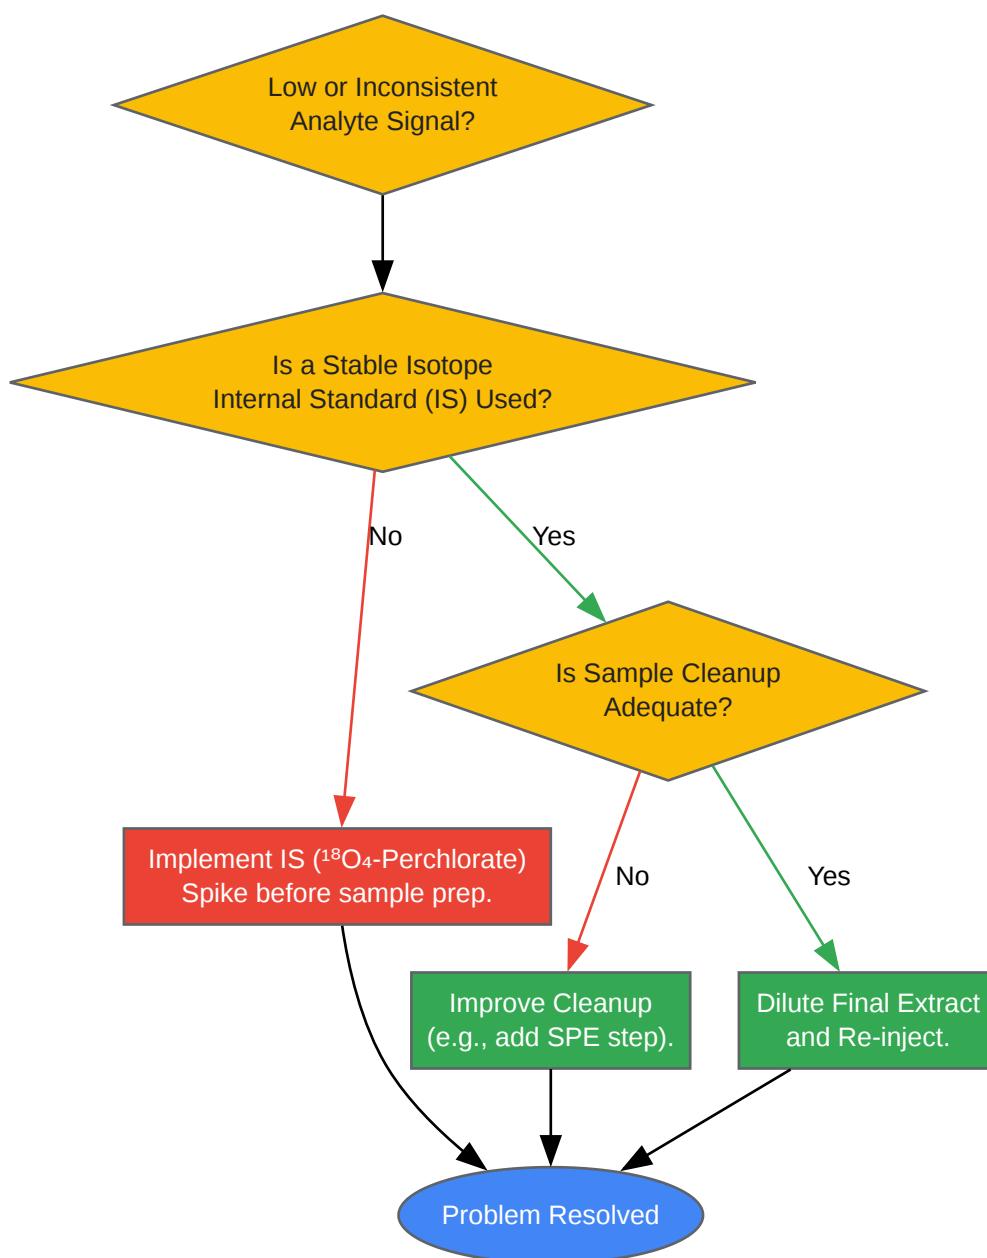 Low or Inconsistent
Analyte Signal?
Is a Stable Isotope
Internal Standard (IS) Used?
No
Yes
Is Sample Cleanup
Adequate?
Implement IS (¹⁸O₄-Perchlorate)
Spike before sample prep.
No
Yes
Improve Cleanup
(e.g., add SPE step).
Dilute Final Extract
and Re-inject.
Problem Resolved